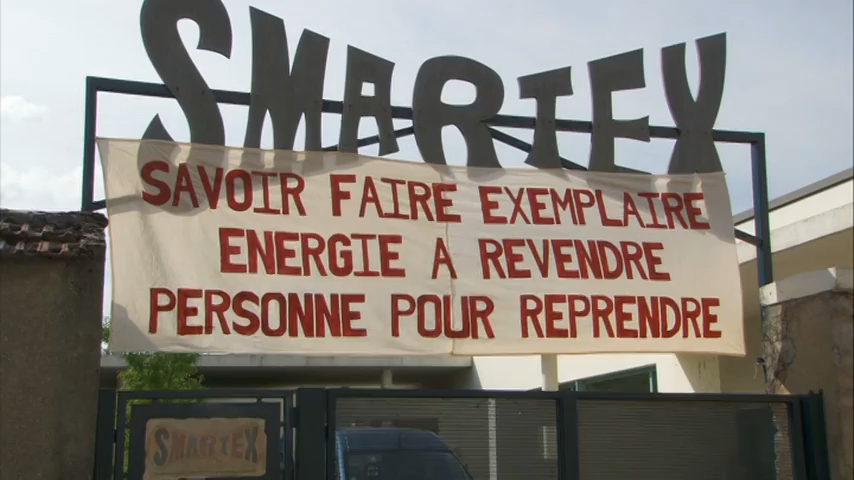 SMARTEX
SAVOIR FAIRE EXEMPLAIRE
ENERGIE A REVENDRE
PERSONNE POUR REPRENDRE
SMARTEX